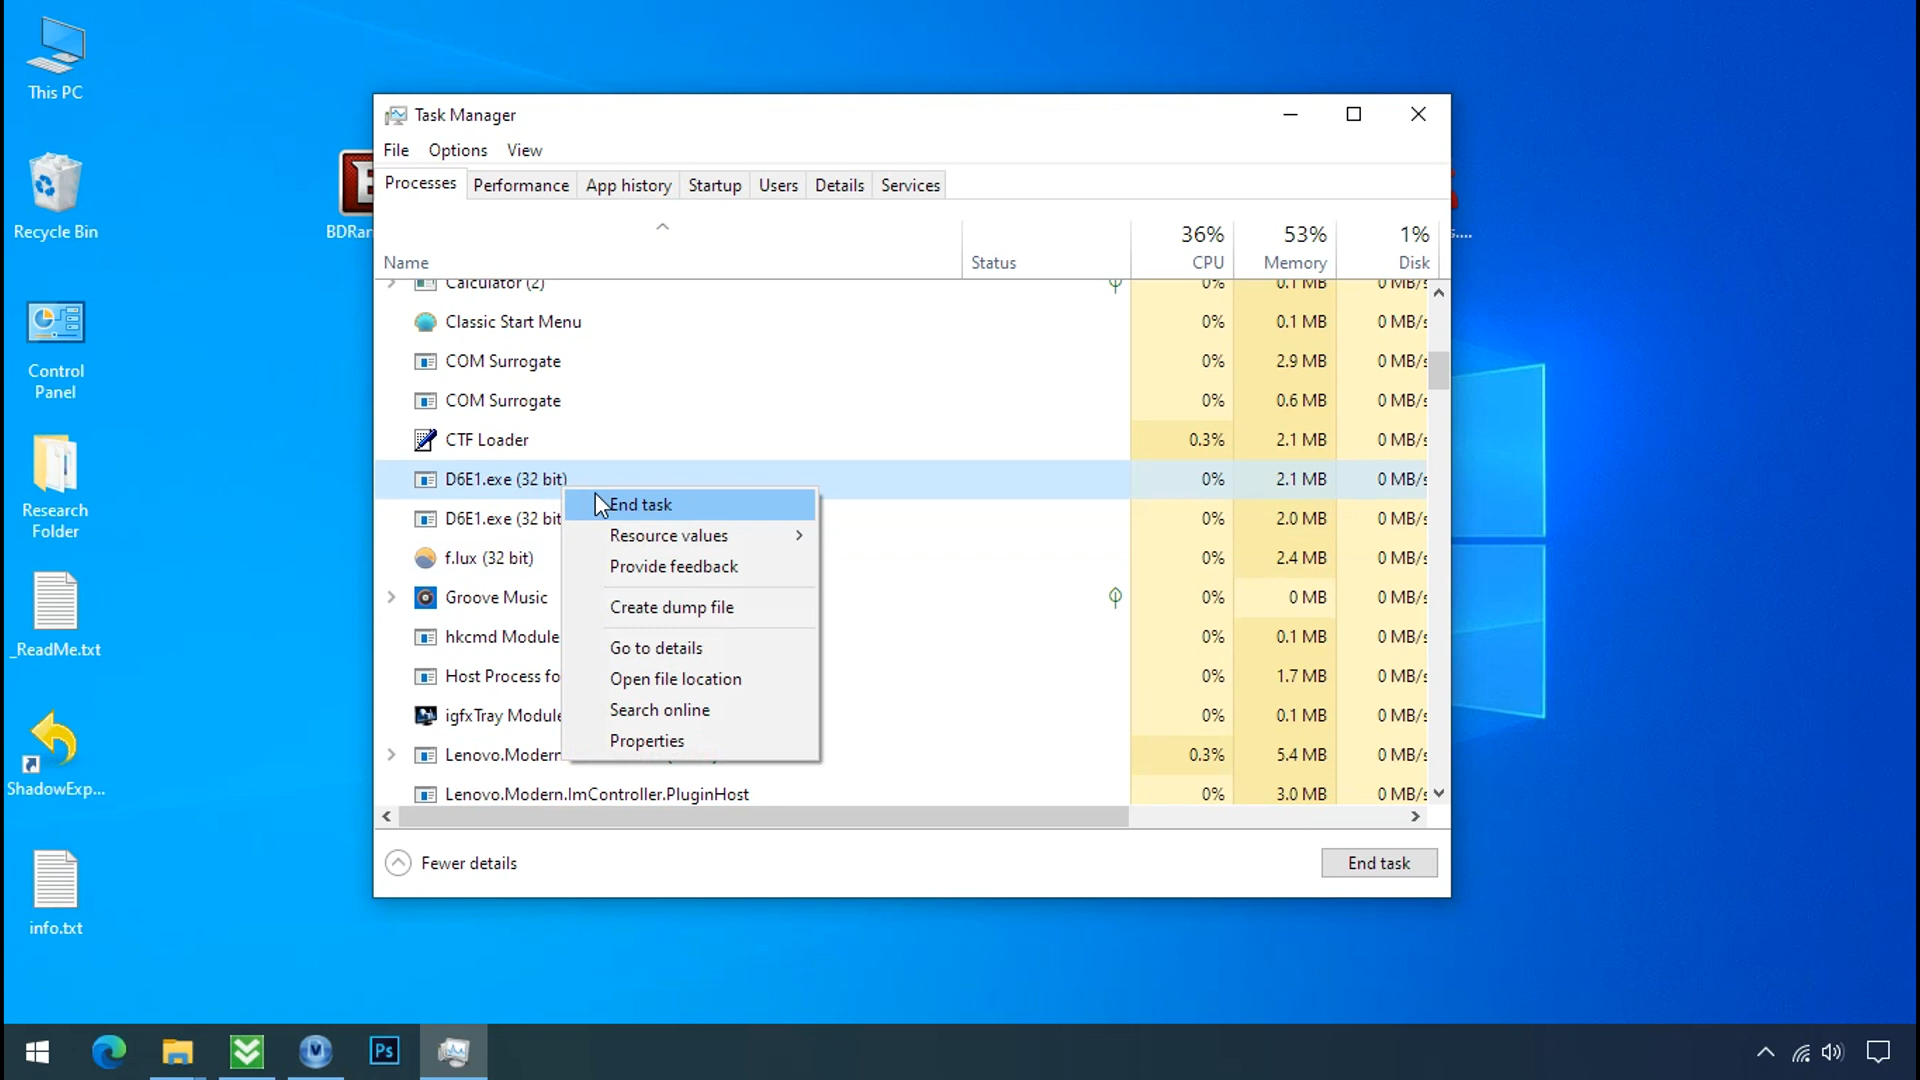 This PC
Recycle Bin
Control
Panel
Research
Folder
_ReadMe.txt
ShadowExp...
info.txt
BDRan
s....
Task Manager
File Options View
Processes Performance App history Startup Users Details Services
36% 53% 1%
Name Status CPU Memory Disk
Calculator (2) 0% 0.1 MB 0 MB/s
Classic Start Menu 0% 0.1 MB 0 MB/s
COM Surrogate 0% 2.9 MB 0 MB/s
COM Surrogate 0% 0.6 MB 0 MB/s
CTF Loader 0.3% 2.1 MB 0 MB/s
D6E1.exe (32 bit) 0% 2.1 MB 0 MB/s
D6E1.exe (32 bit 0% 2.0 MB 0 MB/s
f.lux (32 bit) 0% 2.4 MB 0 MB/s
Groove Music 0% 0 MB 0 MB/s
hkcmd Module 0% 0.1 MB 0 MB/s
Host Process fo 0% 1.7 MB 0 MB/s
igfxTray Module 0% 0.1 MB 0 MB/s
Lenovo.Modern 0.3% 5.4 MB 0 MB/s
Lenovo.Modern.ImController.PluginHost 0% 3.0 MB 0 MB/s
End task
Resource values
Provide feedback
Create dump file
Go to details
Open file location
Search online
Properties
Fewer details
End task
Ps